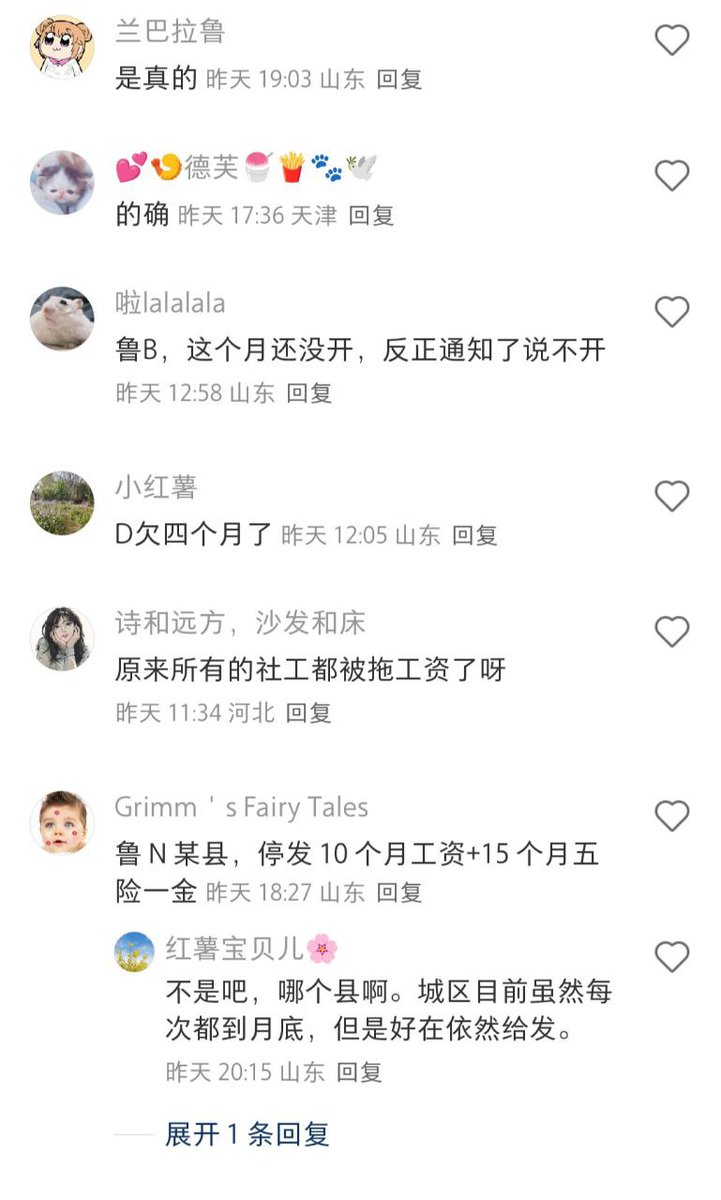 兰巴拉鲁
是真的 昨天 19:03 山东 回复
💕🍤德芙🍧🍟🐾🕊️
的确 昨天 17:36 天津 回复
啦lalalala
鲁B，这个月还没开，反正通知了说不开
昨天 12:58 山东 回复
小红薯
D欠四个月了 昨天 12:05 山东 回复
诗和远方，沙发和床
原来所有的社工都被拖工资了呀
昨天 11:34 河北 回复
Grimm ＇s Fairy Tales
鲁 N 某县，停发 10 个月工资+15 个月五
险一金 昨天 18:27 山东 回复
红薯宝贝儿🌸
不是吧，哪个县啊。城区目前虽然每
次都到月底，但是好在依然给发。
昨天 20:15 山东 回复
展开 1 条回复